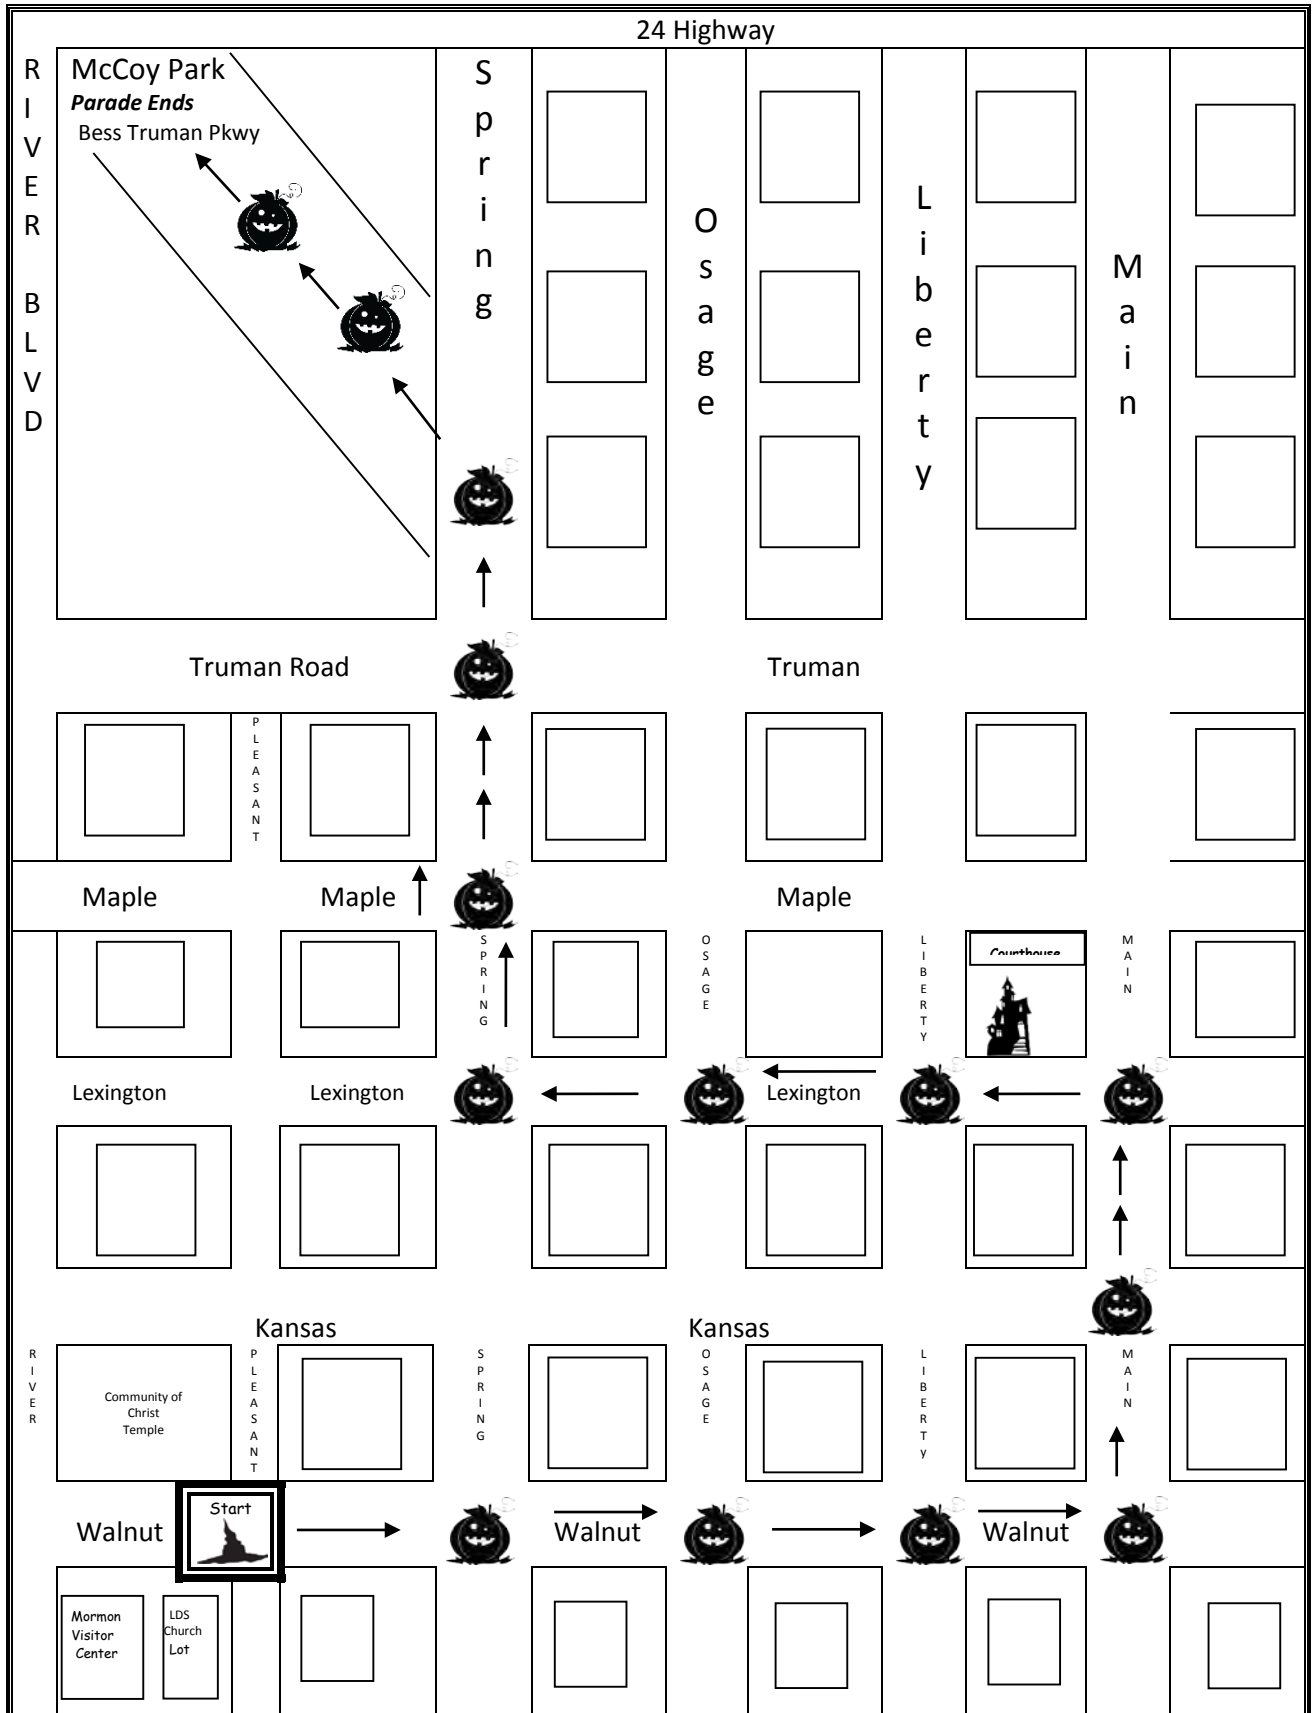 24 Highway
RIVER BLVD
McCoy Park
Parade Ends
Bess Truman Pkwy
Spring
Osage
Liberty
Main
Truman Road
Truman
PLEASANT
Maple
Maple
Maple
SPRING
OSAGE
LIBERTY
Courthouse
MAIN
Lexington
Lexington
Lexington
Kansas
Kansas
RIVER
Community of
Christ
Temple
PLEASANT
SPRING
OSAGE
LIBERTy
MAIN
Walnut
Start
Walnut
Walnut
Mormon
Visitor
Center
LDS
Church
Lot